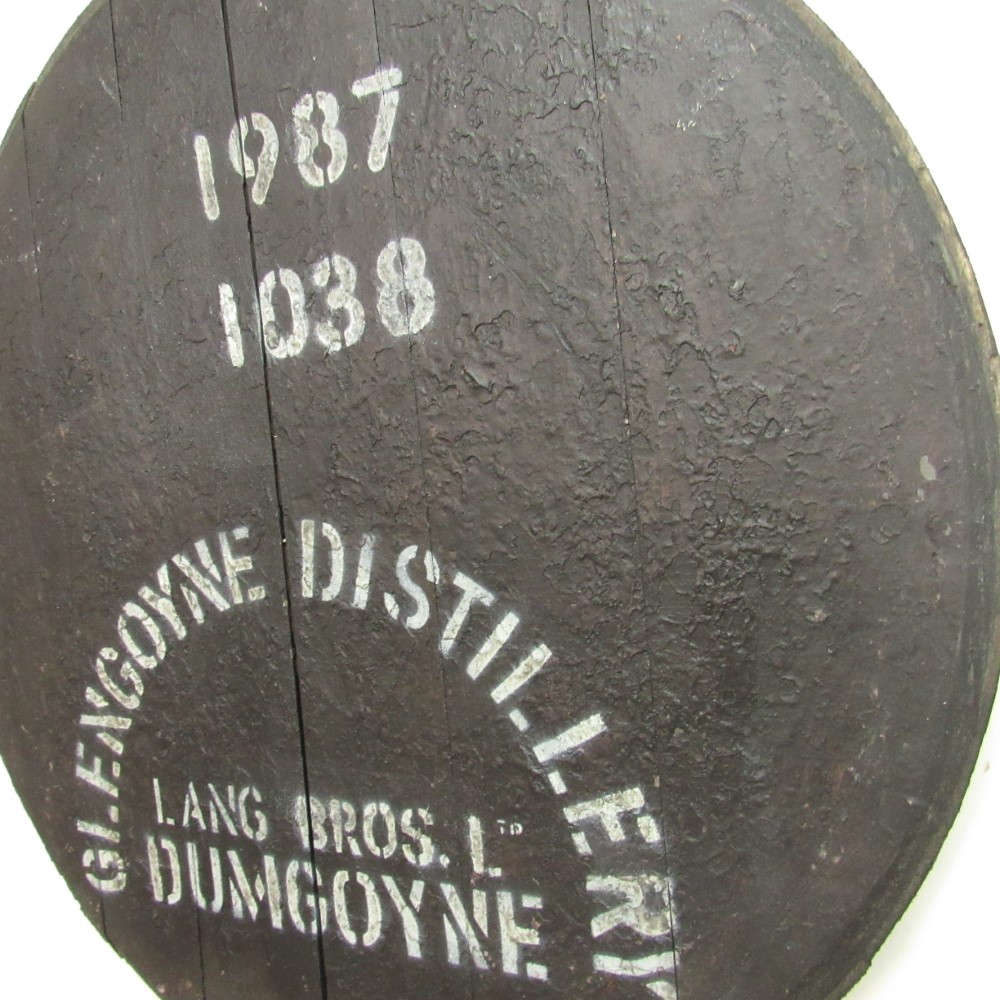 1987
1038
GLENGOYNE DISTILLERY
LANG BROS. LTD
DUMGOYNE